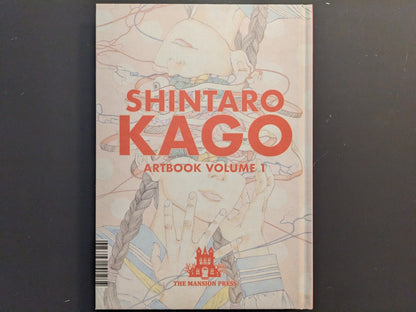 SHINTARO
KAGO
ARTBOOK VOLUME 1
THE MANSION PRESS